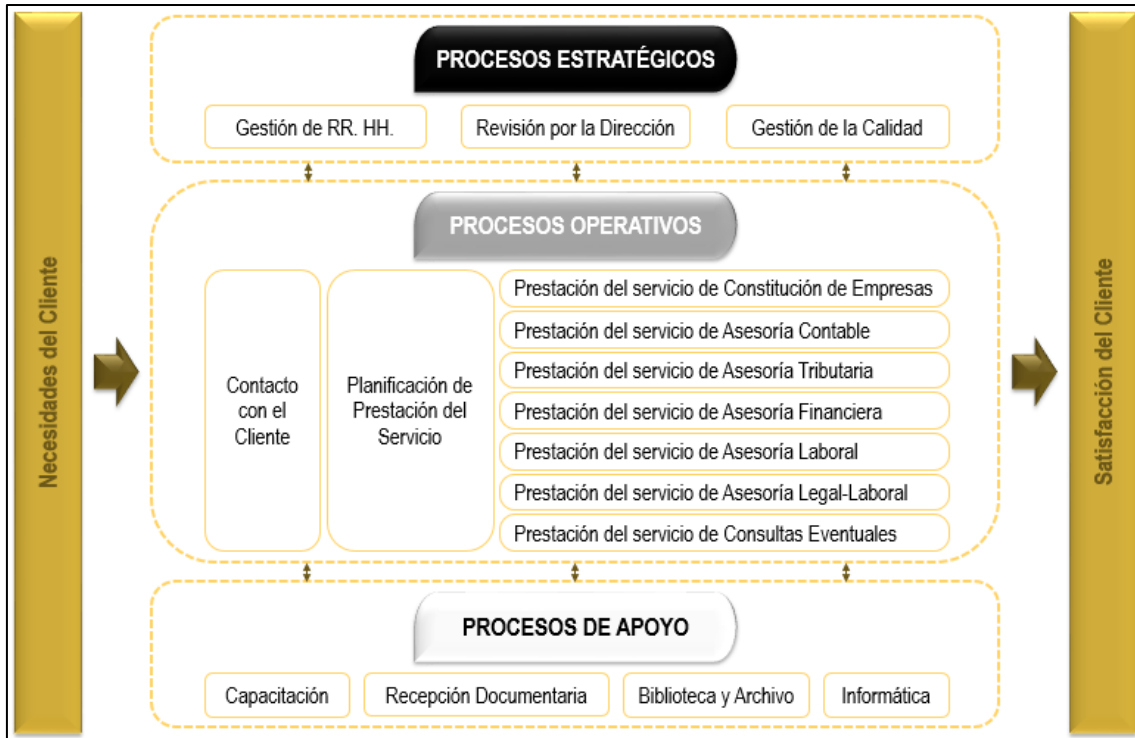 Necesidades del Cliente
PROCESOS ESTRATÉGICOS
Gestión de RR. HH.
Revisión por la Dirección
Gestión de la Calidad
PROCESOS OPERATIVOS
Contacto
con el
Cliente
Planificación de
Prestación del
Servicio
Prestación del servicio de Constitución de Empresas
Prestación del servicio de Asesoría Contable
Prestación del servicio de Asesoría Tributaria
Prestación del servicio de Asesoría Financiera
Prestación del servicio de Asesoría Laboral
Prestación del servicio de Asesoría Legal-Laboral
Prestación del servicio de Consultas Eventuales
PROCESOS DE APOYO
Capacitación
Recepción Documentaria
Biblioteca y Archivo
Informática
Satisfacción del Cliente